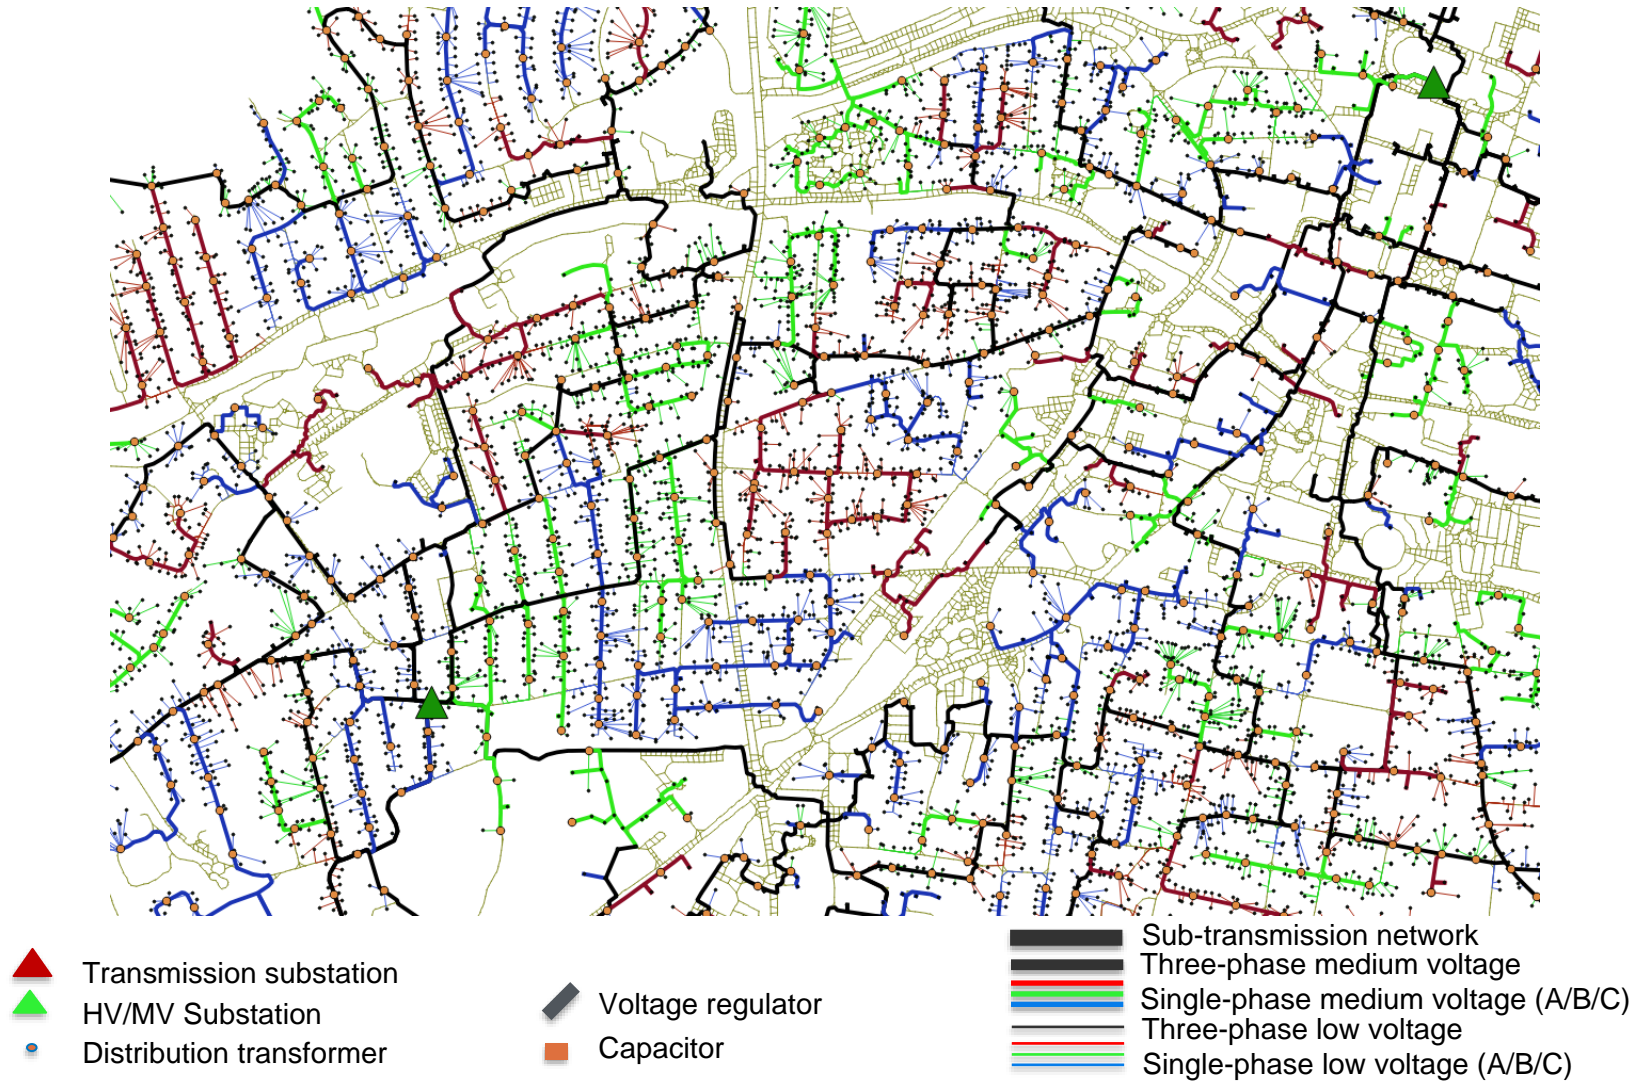 Transmission substation
HV/MV Substation
Distribution transformer
Voltage regulator
Capacitor
Sub-transmission network
Three-phase medium voltage
Single-phase medium voltage (A/B/C)
Three-phase low voltage
Single-phase low voltage (A/B/C)